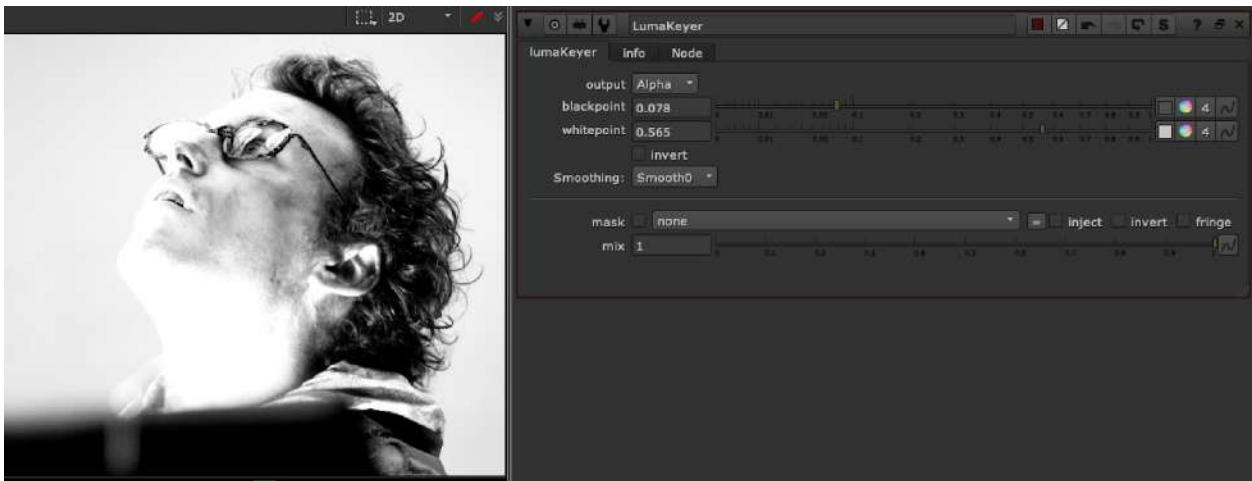 2D
LumaKeyer
S ?
lumaKeyer info Node
output Alpha
blackpoint 0.078
4
whitepoint 0.565
4
invert
Smoothing: Smooth0
mask none = inject invert fringe
mix 1